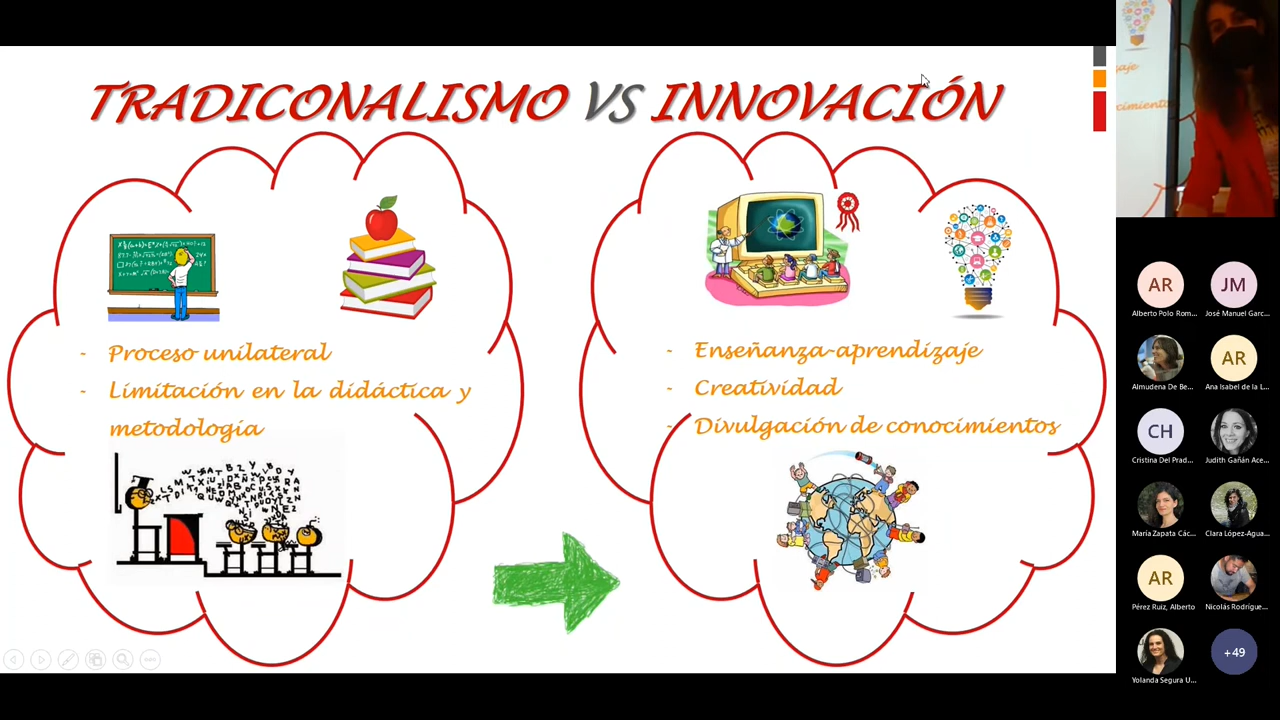 TRADICONALISMO VS INNOVACIÓN
- Proceso unilateral
- Limitación en la didáctica y
metodología
- Enseñanza-aprendizaje
- Creatividad
- Divulgación de conocimientos
AR
JM
Alberto Polo Rom...
José Manuel Garc...
AR
Almudena De Be...
Ana Isabel de la L...
CH
Cristina Del Prad...
Judith Gañán Ace...
María Zapata Các...
Clara López-Agua...
AR
Pérez Ruiz, Alberto
Nicolás Rodrígue...
+49
Yolanda Segura U...